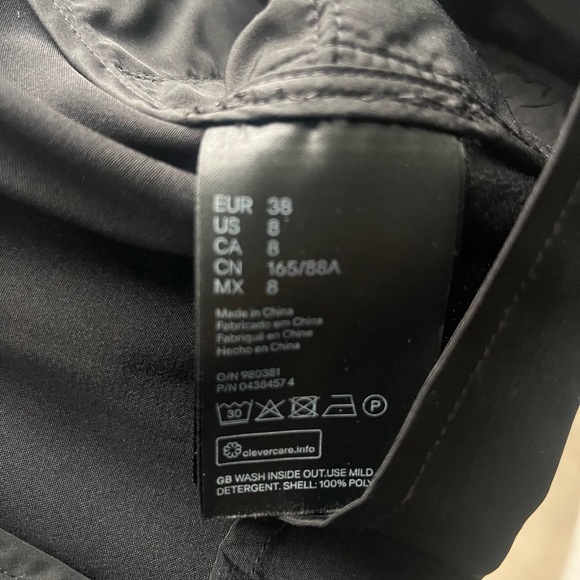 EUR 38
US 8
CA 8
CN 165/88A
MX 8
Made in China
Fabricado em China
Fabriqué en Chine
Hecho en China
O/N 980381
P/N 0438457 4
30 P
clevercare.info
GB WASH INSIDE OUT.USE MILD
DETERGENT. SHELL: 100% POLY